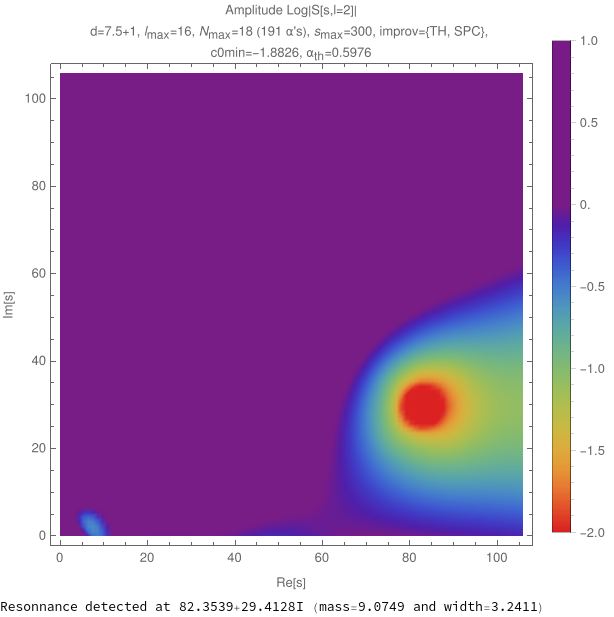 Amplitude Log|S[s,l=2]|
d=7.5+1, lmax=16, Nmax=18 (191 α's), smax=300, improv={TH, SPC},
c0min=−1.8826, αth=0.5976
1.0
0.5
0.
−0.5
−1.0
−1.5
−2.0
100
80
60
40
20
0
Im[s]
0 20 40 60 80 100
Re[s]
Resonnance detected at 82.3539+29.4128I (mass=9.0749 and width=3.2411)